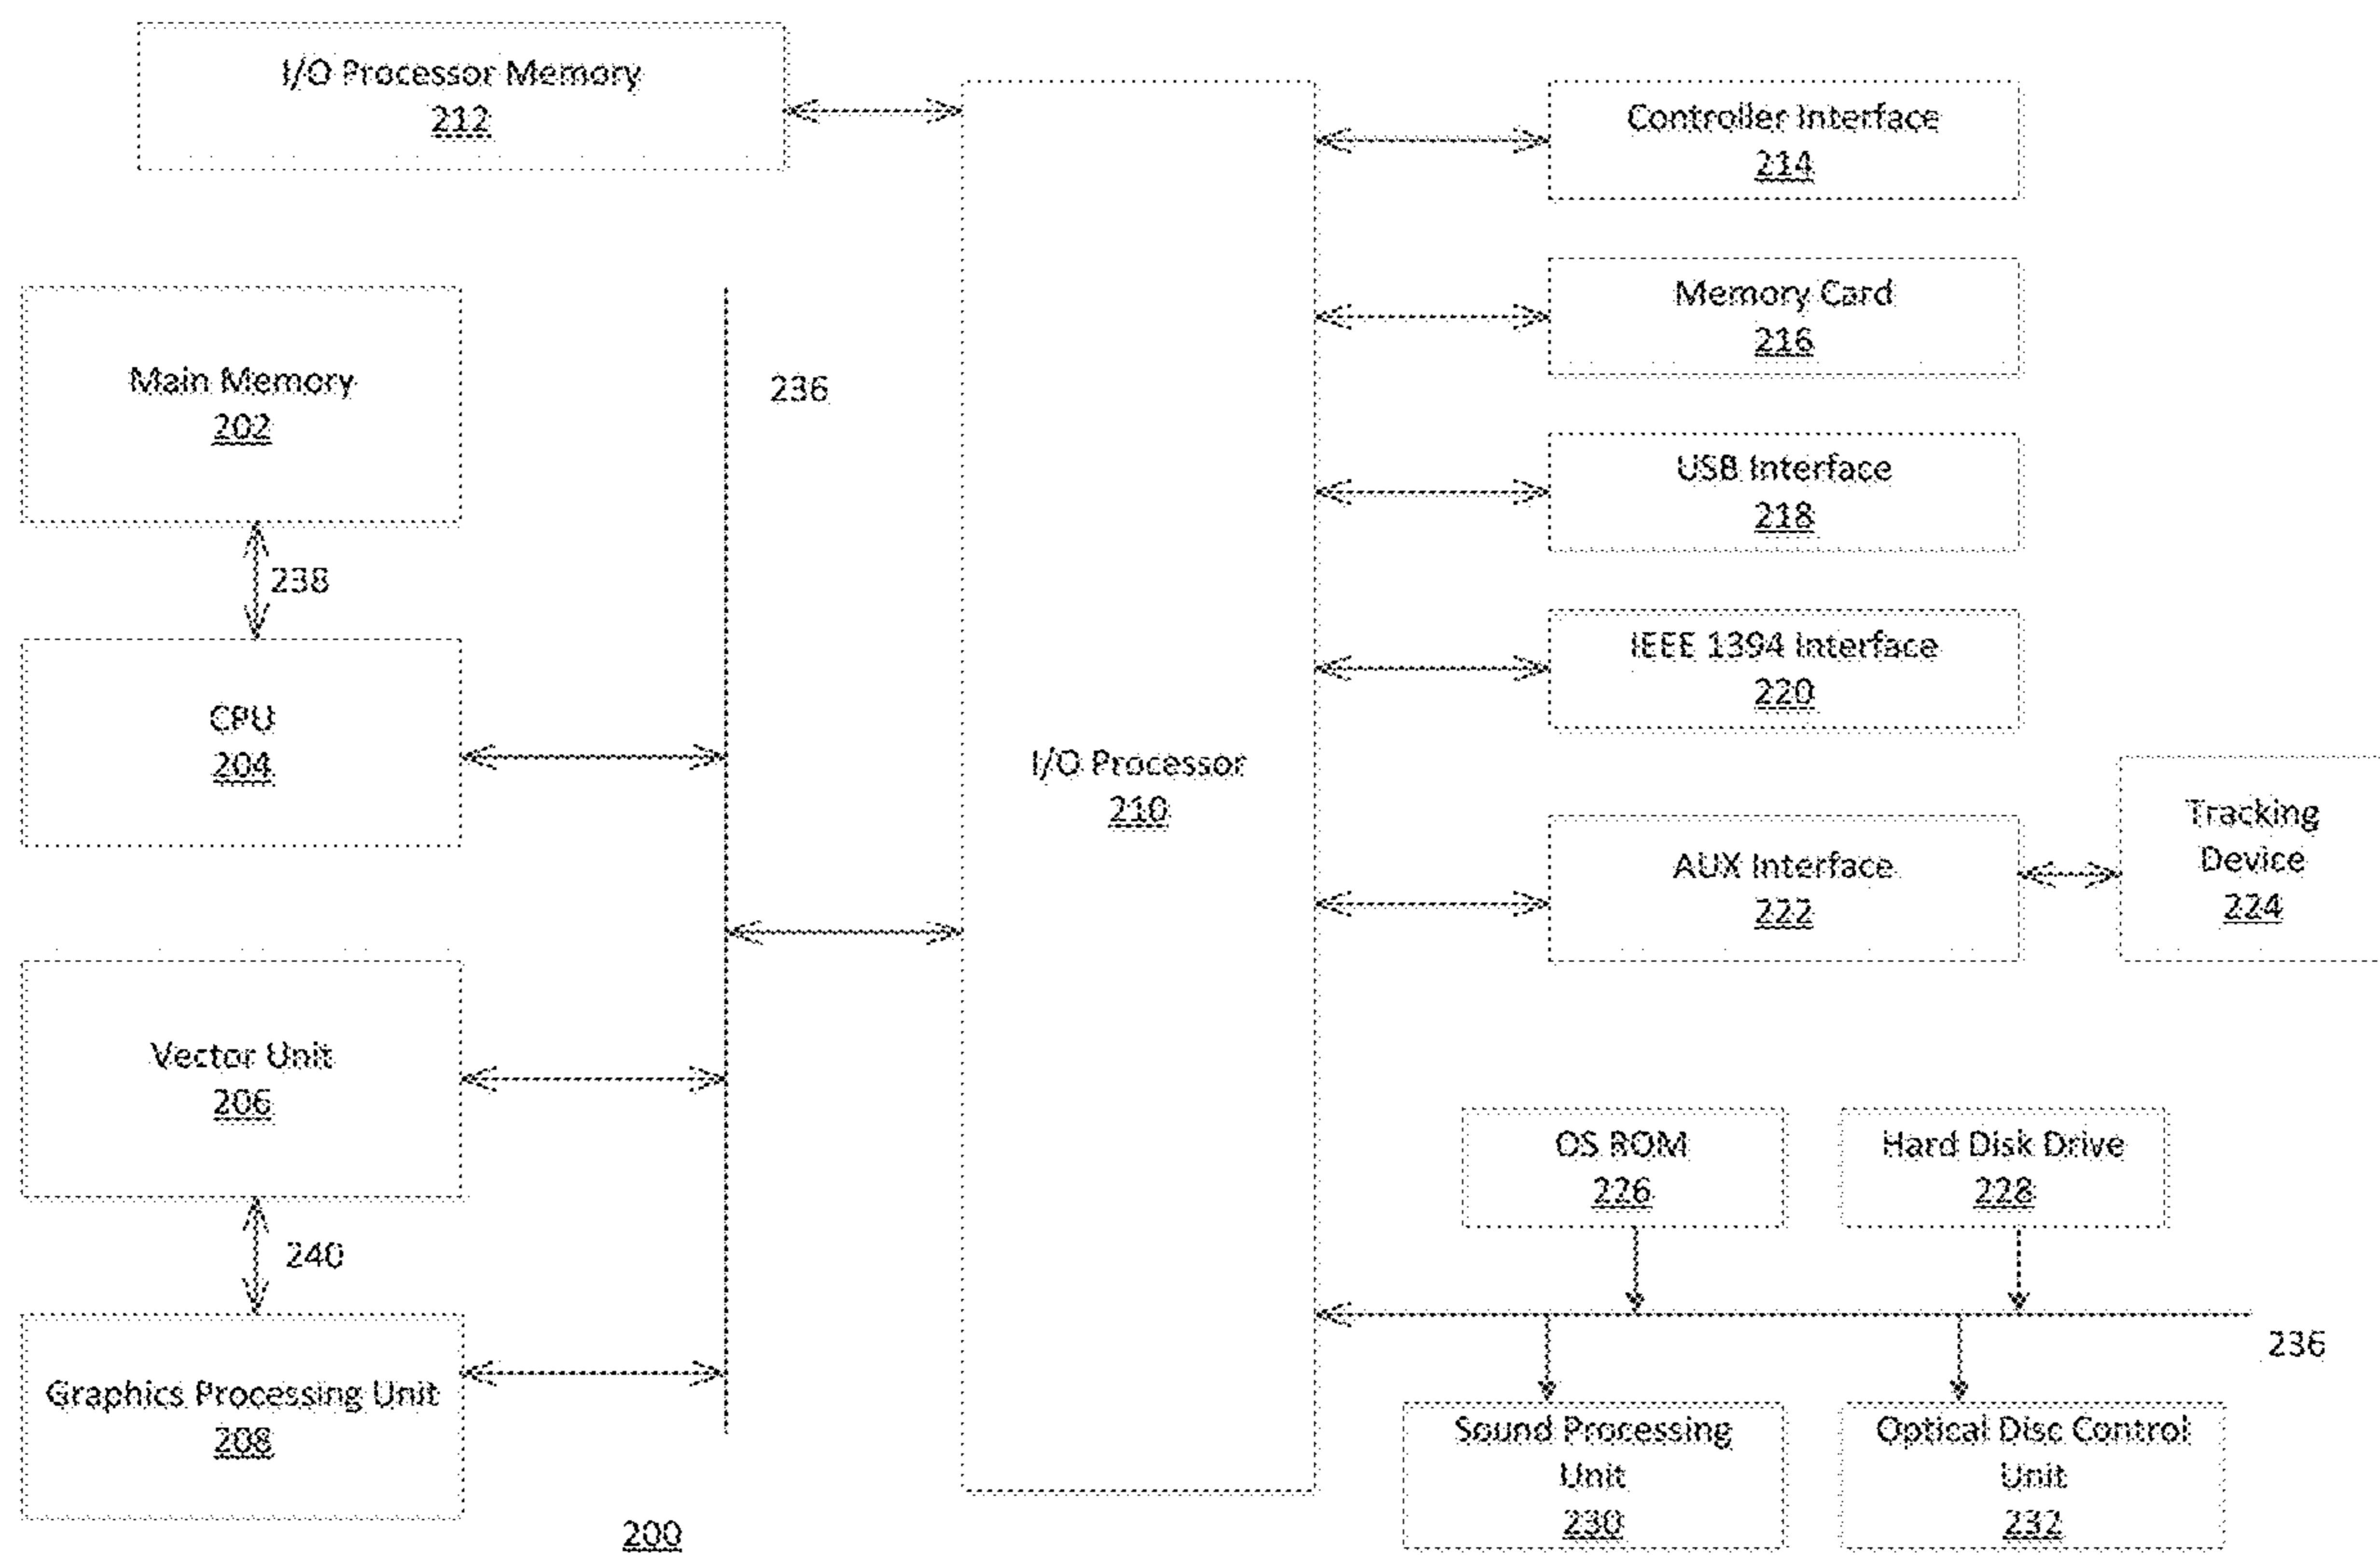 I/O Processor Memory
212
Controller Interface
214
Memory Card
216
Main Memory
202
236
USB Interface
218
238
IEEE 1394 Interface
220
CPU
204
I/O Processor
210
Tracking
Device
224
AUX Interface
222
Vector Unit
206
OS ROM
226
Hard Disk Drive
228
240
236
Graphics Processing Unit
208
Sound Processing
Unit
230
Optical Disc Control
Unit
232
200